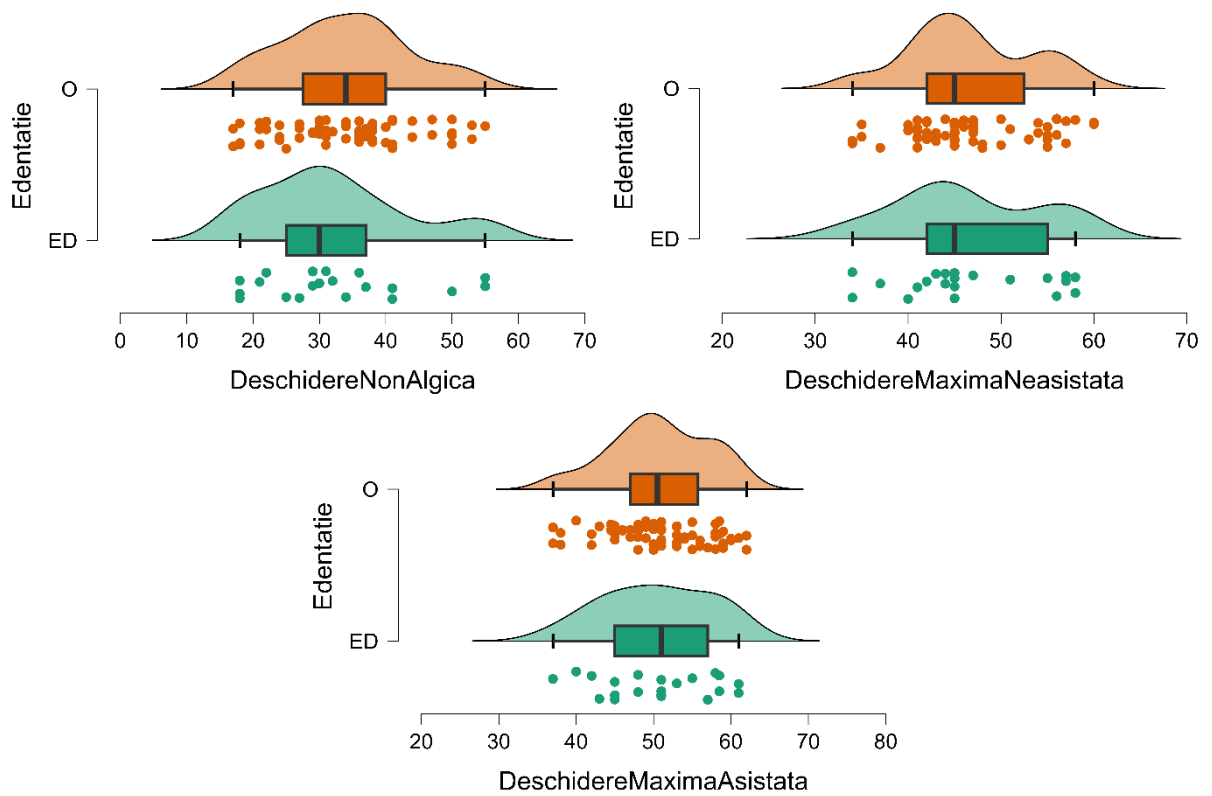 Edentatie
O
ED
0 10 20 30 40 50 60 70
DeschidereNonAlgica
Edentatie
O
ED
20 30 40 50 60 70
DeschidereMaximaNeasistata
Edentatie
O
ED
20 30 40 50 60 70 80
DeschidereMaximaAsistata